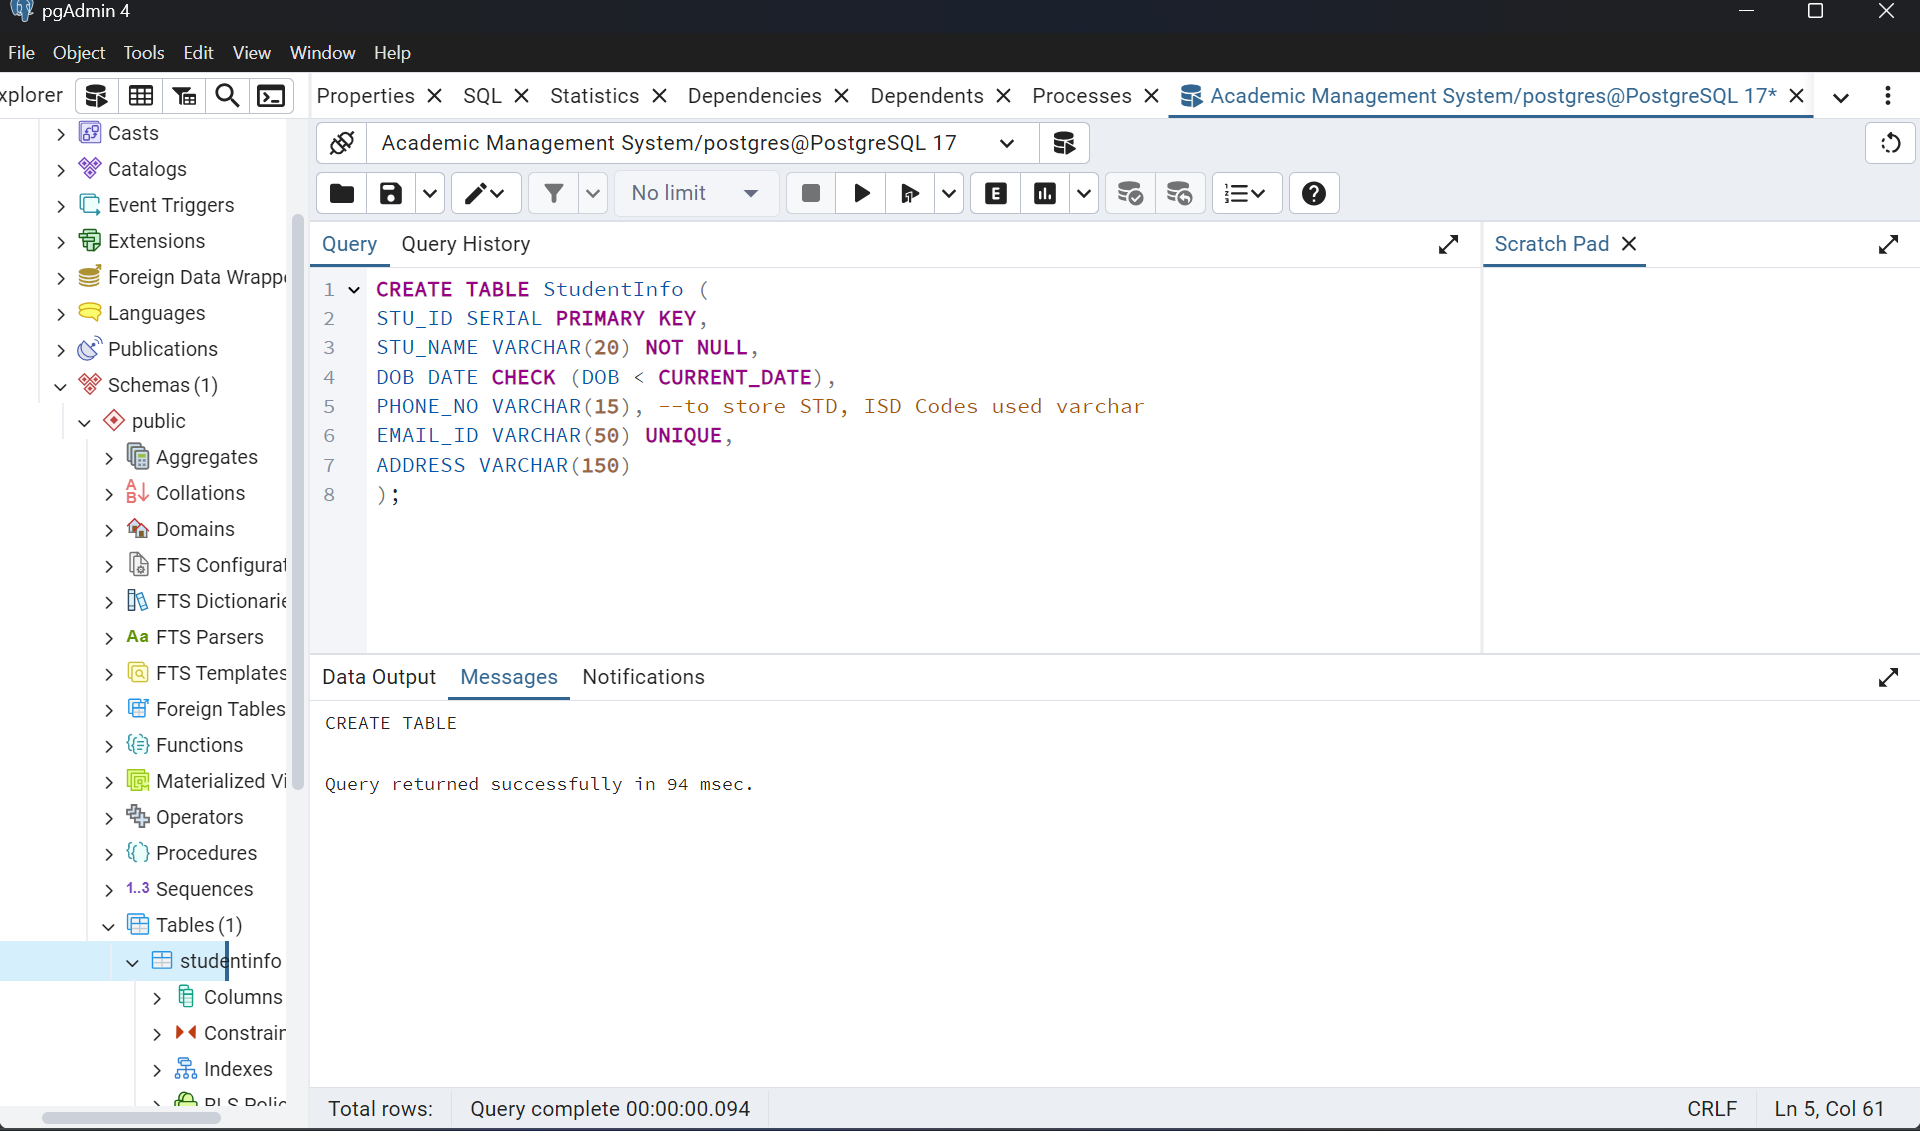 pgAdmin 4
File Object Tools Edit View Window Help
xplorer
Properties SQL Statistics Dependencies Dependents Processes Academic Management System/postgres@PostgreSQL 17*
Academic Management System/postgres@PostgreSQL 17
No limit
E
Query Query History
Scratch Pad
1 CREATE TABLE StudentInfo (
2 STU_ID SERIAL PRIMARY KEY,
3 STU_NAME VARCHAR(20) NOT NULL,
4 DOB DATE CHECK (DOB < CURRENT_DATE),
5 PHONE_NO VARCHAR(15), --to store STD, ISD Codes used varchar
6 EMAIL_ID VARCHAR(50) UNIQUE,
7 ADDRESS VARCHAR(150)
8 );
Casts
Catalogs
Event Triggers
Extensions
Foreign Data Wrappe
Languages
Publications
Schemas (1)
public
Aggregates
Collations
Domains
FTS Configurat
FTS Dictionarie
Aa FTS Parsers
FTS Templates
Foreign Tables
Functions
Materialized Vi
Operators
Procedures
1..3 Sequences
Tables (1)
studentinfo
Columns
Constrain
Indexes
RLS Polic
Data Output Messages Notifications
CREATE TABLE
Query returned successfully in 94 msec.
Total rows: Query complete 00:00:00.094 CRLF Ln 5, Col 61